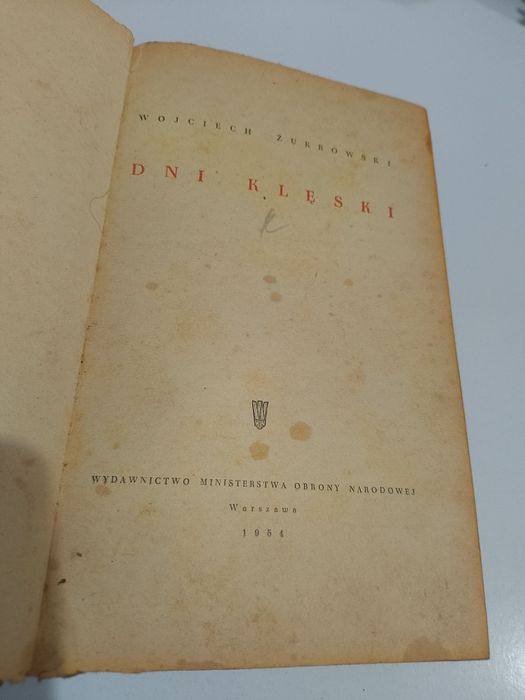 WOJCIECH ŻUKROWSKI
DNI KLĘSKI
WYDAWNICTWO MINISTERSTWA OBRONY NARODOWEJ
Warszawa
1954